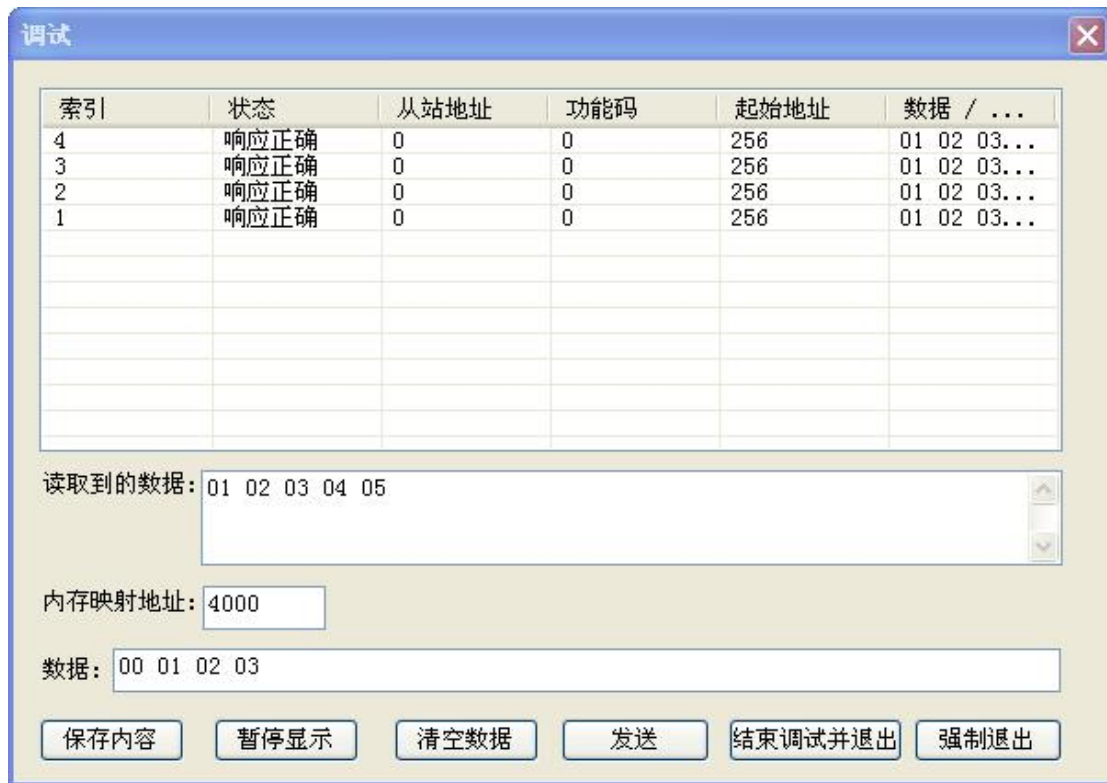 调试
索引 状态 从站地址 功能码 起始地址 数据 / ...
4 响应正确 0 0 256 01 02 03...
3 响应正确 0 0 256 01 02 03...
2 响应正确 0 0 256 01 02 03...
1 响应正确 0 0 256 01 02 03...
读取到的数据: 01 02 03 04 05
内存映射地址: 4000
数据: 00 01 02 03
保存内容 暂停显示 清空数据 发送 结束调试并退出 强制退出